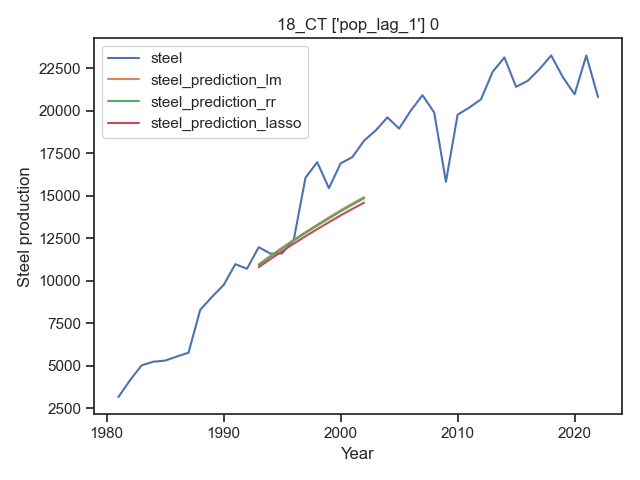 18_CT ['pop_lag_1'] 0
steel
steel_prediction_lm
steel_prediction_rr
steel_prediction_lasso
Steel production
22500
20000
17500
15000
12500
10000
7500
5000
2500
1980
1990
2000
2010
2020
Year